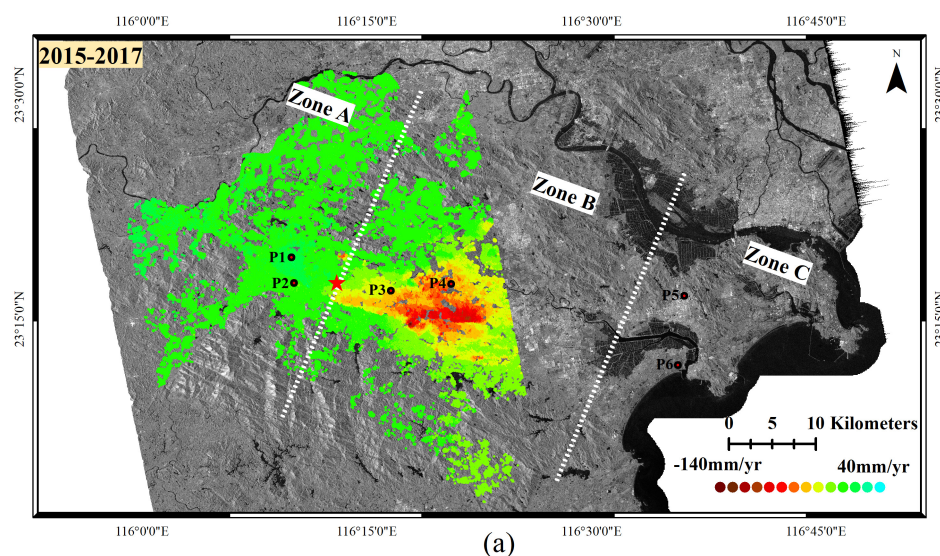 116°0'0"E 116°15'0"E 116°30'0"E 116°45'0"E
2015-2017
N
23°30'0"N 23°30'0"N
Zone A
Zone B
Zone C
P1
P2
P3
P4
P5
P6
23°15'0"N 23°15'0"N
0 5 10 Kilometers
-140mm/yr 40mm/yr
116°0'0"E 116°15'0"E 116°30'0"E 116°45'0"E
(a)